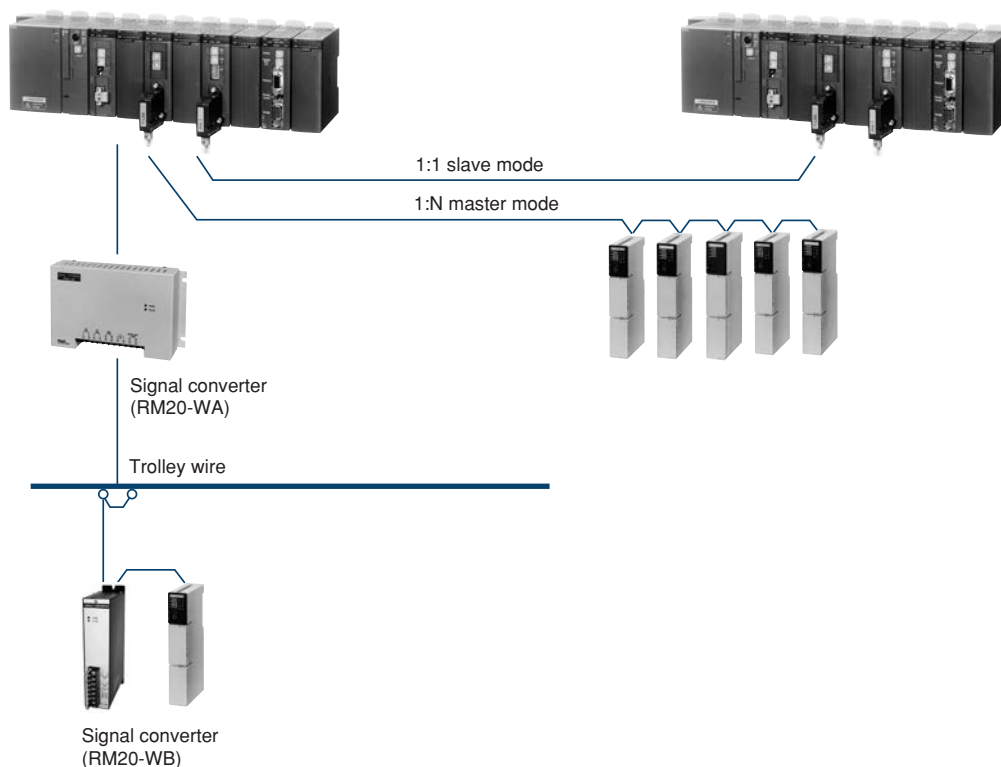 1:1 slave mode
1:N master mode
Signal converter
(RM20-WA)
Trolley wire
Signal converter
(RM20-WB)